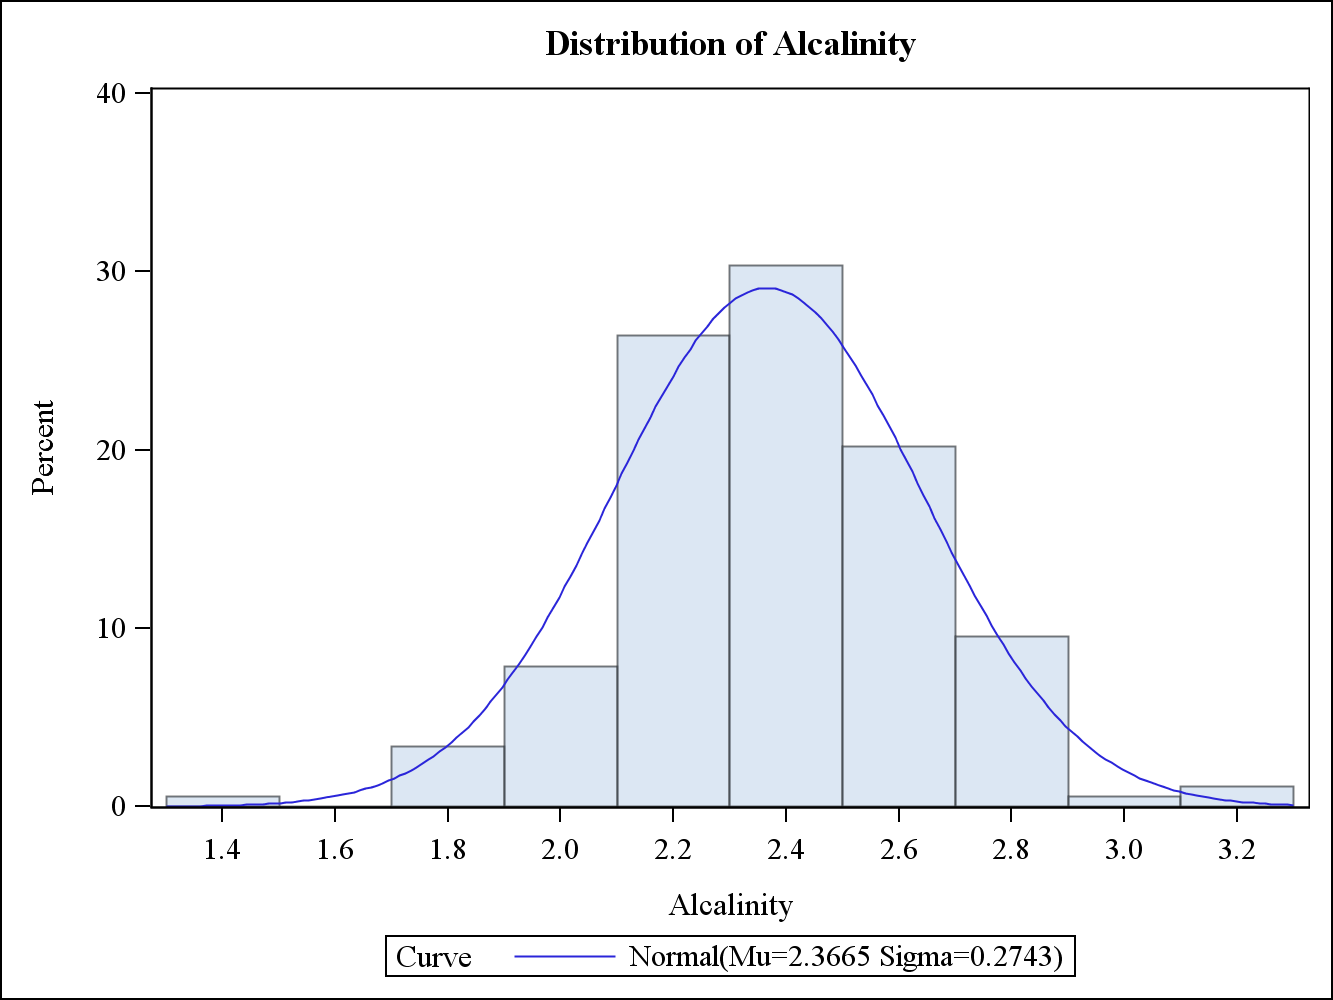 Distribution of Alcalinity
40
30
20
10
0
Percent
1.4 1.6 1.8 2.0 2.2 2.4 2.6 2.8 3.0 3.2
Alcalinity
Curve Normal(Mu=2.3665 Sigma=0.2743)